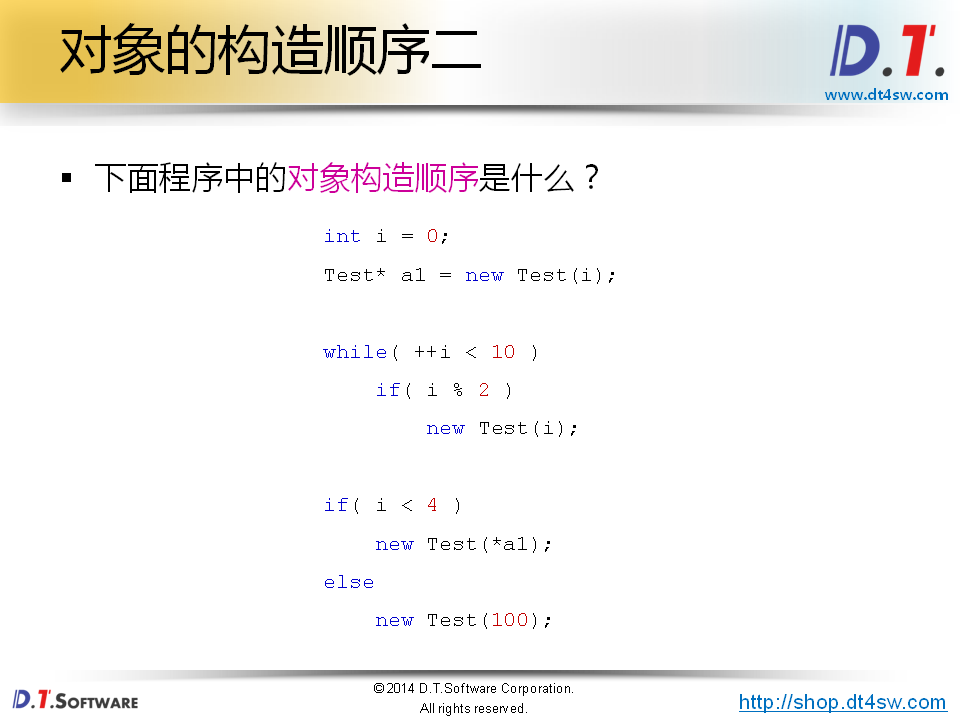 对象的构造顺序二
D.T.
www.dt4sw.com
▪ 下面程序中的对象构造顺序是什么？
int i = 0;
Test* a1 = new Test(i);
while( ++i < 10 )
if( i % 2 )
new Test(i);
if( i < 4 )
new Test(*a1);
else
new Test(100);
D.T.SOFTWARE
©2014 D.T.Software Corporation.
All rights reserved.
http://shop.dt4sw.com